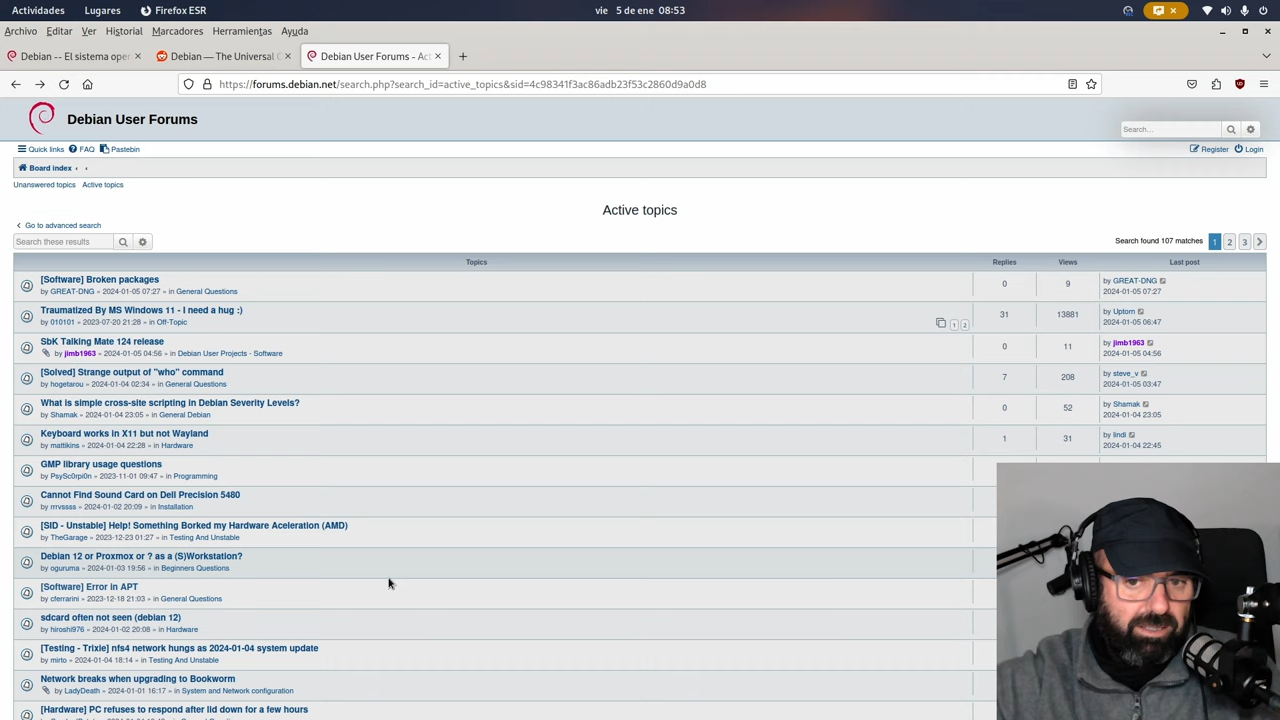 Actividades Lugares Firefox ESR vie 5 de ene 08:53
Archivo Editar Ver Historial Marcadores Herramientas Ayuda
Debian -- El sistema oper Debian — The Universal O Debian User Forums - Act
https://forums.debian.net/search.php?search_id=active_topics&sid=4c98341f3ac86adb23f53c2860d9a0d8
Debian User Forums
Search…
Quick links FAQ Pastebin Register Login
Board index ‹ ‹
Unanswered topics Active topics
Active topics
‹ Go to advanced search
Search these results Search found 107 matches 1 2 3
Topics Replies Views Last post
[Software] Broken packages
by GREAT-DNG » 2024-01-05 07:27 » in General Questions
0 9 by GREAT-DNG
2024-01-05 07:27
Traumatized By MS Windows 11 - I need a hug :)
by 010101 » 2023-07-20 21:28 » in Off-Topic
1 2
31 13881 by Uptorn
2024-01-05 06:47
SbK Talking Mate 124 release
by jimb1963 » 2024-01-05 04:56 » in Debian User Projects - Software
0 11 by jimb1963
2024-01-05 04:56
[Solved] Strange output of "who" command
by hogetarou » 2024-01-04 02:34 » in General Questions
7 208 by steve_v
2024-01-05 03:47
What is simple cross-site scripting in Debian Severity Levels?
by Shamak » 2024-01-04 23:05 » in General Debian
0 52 by Shamak
2024-01-04 23:05
Keyboard works in X11 but not Wayland
by mattikins » 2024-01-04 22:28 » in Hardware
1 31 by lindi
2024-01-04 22:45
GMP library usage questions
by PsySc0rpi0n » 2023-11-01 09:47 » in Programming
Cannot Find Sound Card on Dell Precision 5480
by rrrvssss » 2024-01-02 20:09 » in Installation
[SID - Unstable] Help! Something Borked my Hardware Aceleration (AMD)
by TheGarage » 2023-12-23 01:27 » in Testing And Unstable
Debian 12 or Proxmox or ? as a (S)Workstation?
by oguruma » 2024-01-03 19:56 » in Beginners Questions
[Software] Error in APT
by cferrarini » 2023-12-18 21:03 » in General Questions
sdcard often not seen (debian 12)
by hiroshi976 » 2024-01-02 20:08 » in Hardware
[Testing - Trixie] nfs4 network hungs as 2024-01-04 system update
by mirto » 2024-01-04 18:14 » in Testing And Unstable
Network breaks when upgrading to Bookworm
by LadyDeath » 2024-01-01 16:17 » in System and Network configuration
[Hardware] PC refuses to respond after lid down for a few hours